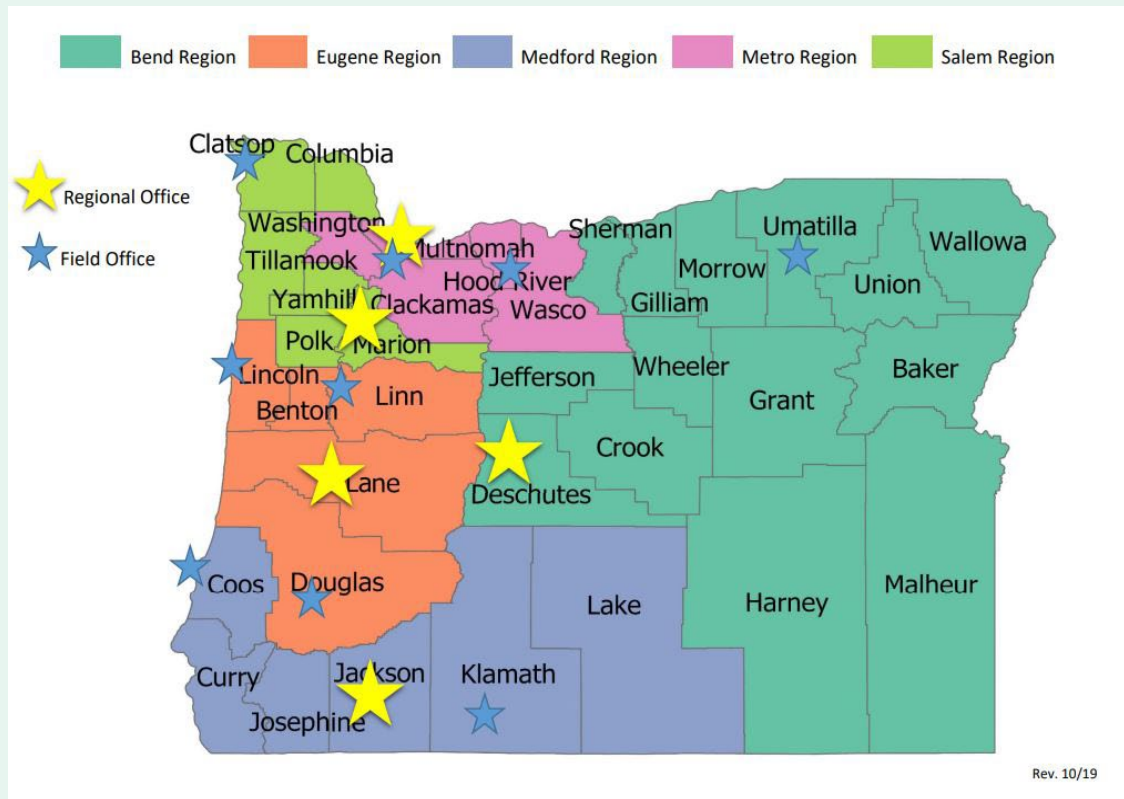 Bend Region Eugene Region Medford Region Metro Region Salem Region
Clatsop
Columbia
Regional Office
Field Office
Washington
Multnomah
Sherman
Umatilla
Wallowa
Tillamook
Hood River
Morrow
Union
Yamhill
Clackamas
Wasco
Gilliam
Polk
Marion
Lincoln
Jefferson
Wheeler
Baker
Benton
Linn
Grant
Crook
Lane
Deschutes
Coos
Douglas
Lake
Harney
Malheur
Curry
Jackson
Klamath
Josephine
Rev. 10/19